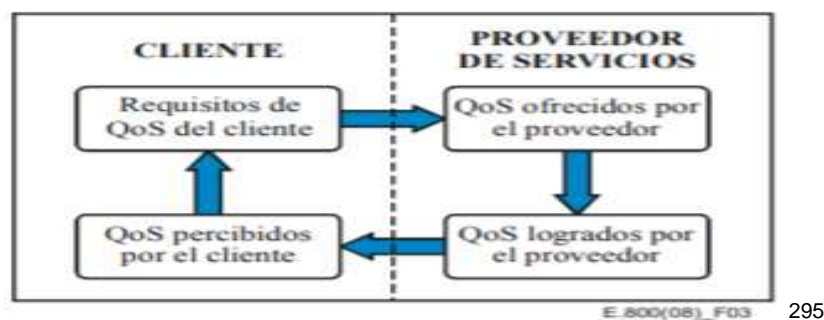 CLIENTE
PROVEEDOR
DE SERVICIOS
Requisitos de
QoS del cliente
QoS ofrecidos por
el proveedor
QoS percibidos
por el cliente
QoS logrados por
el proveedor
E.800(08)_F03
295